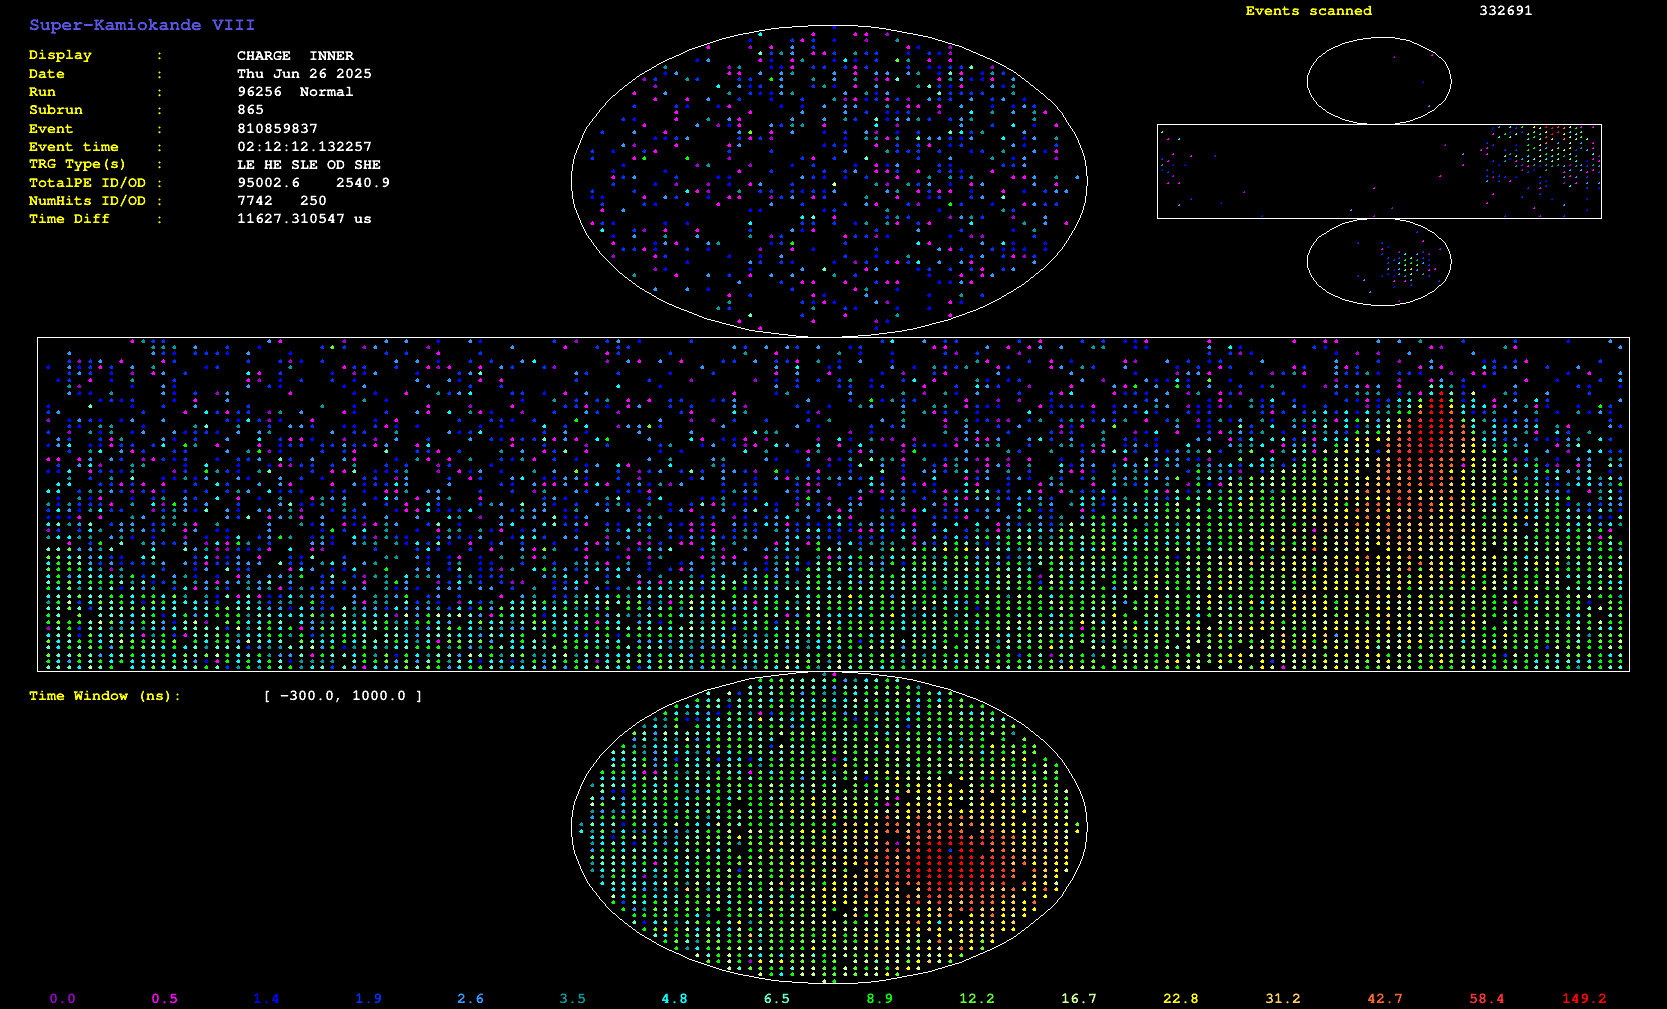 Super-Kamiokande VIII
Events scanned 332691
Display : CHARGE INNER
Date : Thu Jun 26 2025
Run : 96256 Normal
Subrun : 865
Event : 810859837
Event time : 02:12:12.132257
TRG Type(s) : LE HE SLE OD SHE
TotalPE ID/OD : 95002.6 2540.9
NumHits ID/OD : 7742 250
Time Diff : 11627.310547 us
Time Window (ns): [ -300.0, 1000.0 ]
0.0 0.5 1.4 1.9 2.6 3.5 4.8 6.5 8.9 12.2 16.7 22.8 31.2 42.7 58.4 149.2